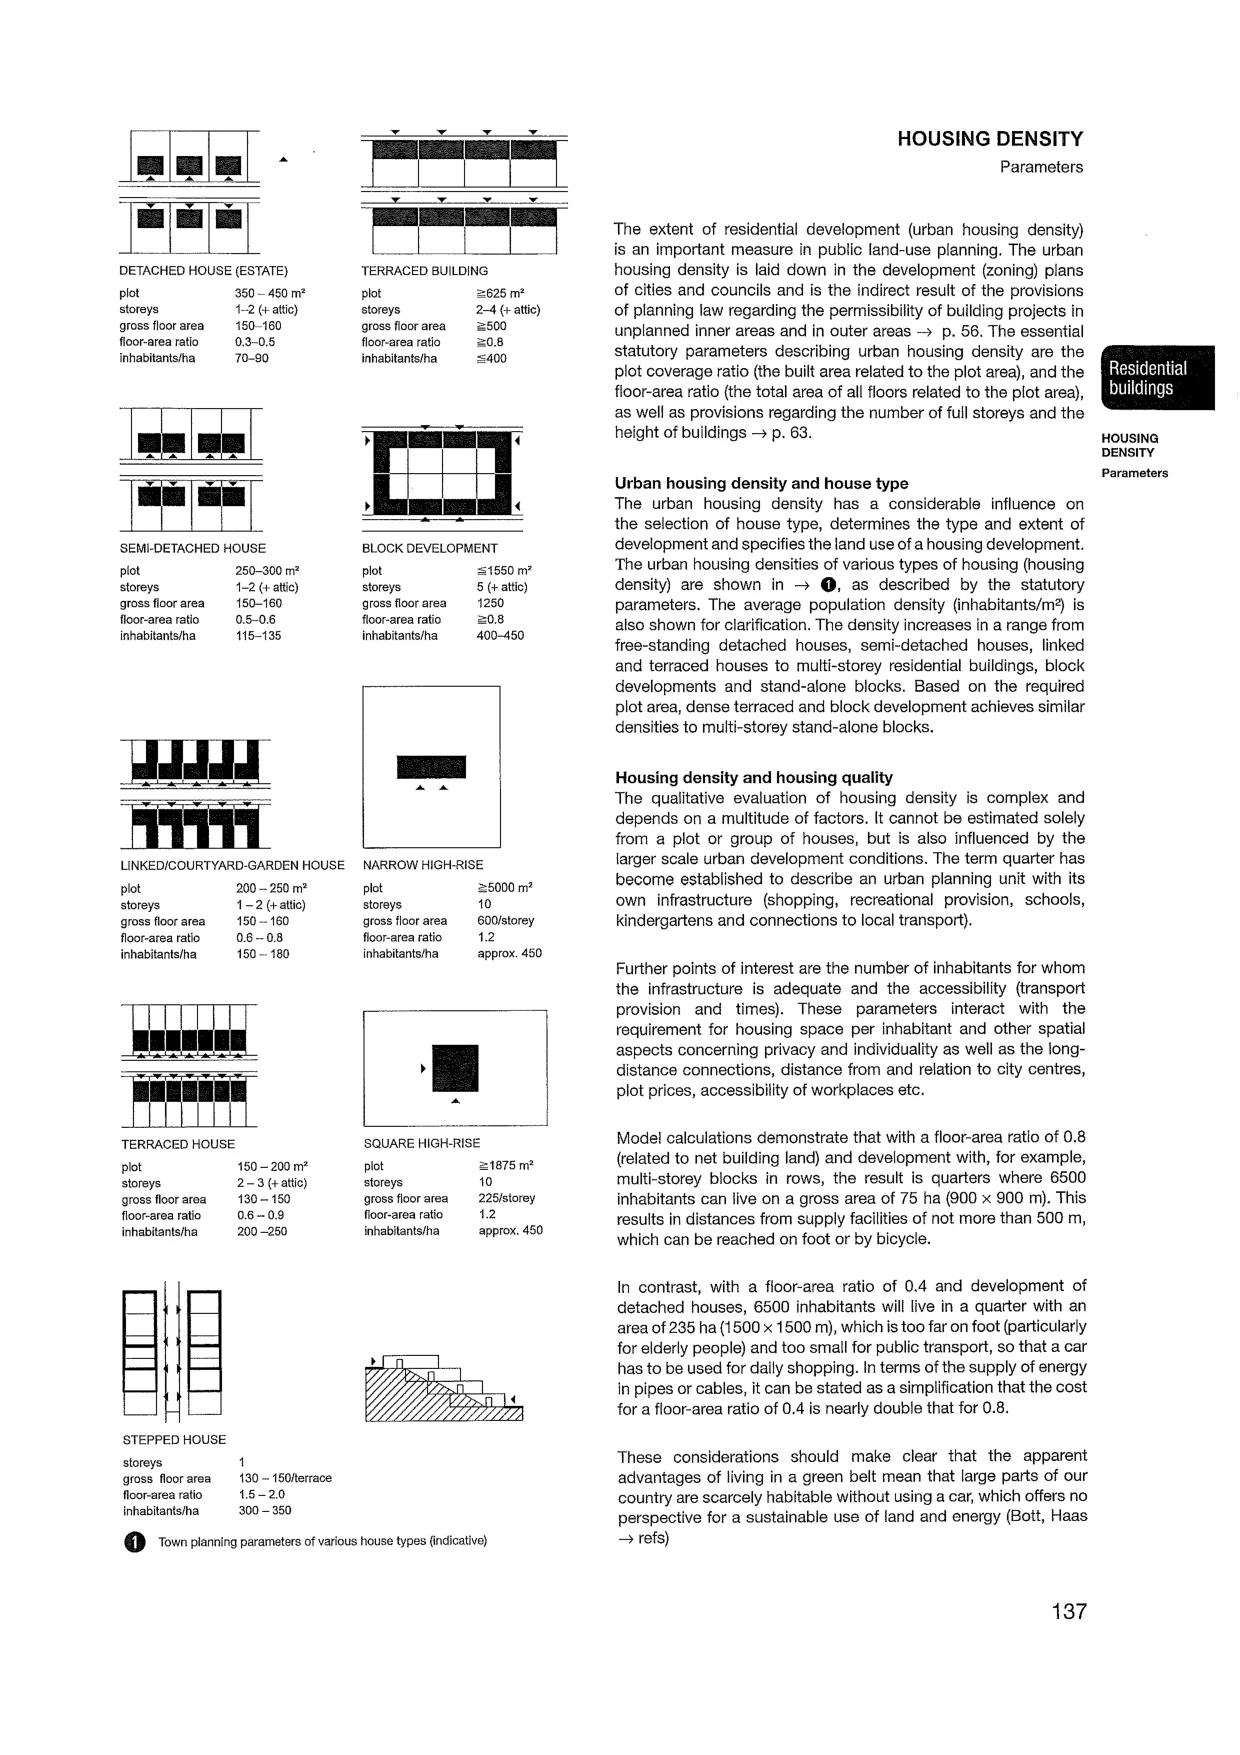 HOUSING DENSITY
Parameters
DETACHED HOUSE (ESTATE)
plot 350 – 450 m²
storeys 1–2 (+ attic)
gross floor area 150–160
floor-area ratio 0.3–0.5
inhabitants/ha 70–90
TERRACED BUILDING
plot ≧625 m²
storeys 2–4 (+ attic)
gross floor area ≧500
floor-area ratio ≧0.8
inhabitants/ha ≦400
SEMI-DETACHED HOUSE
plot 250–300 m²
storeys 1–2 (+ attic)
gross floor area 150–160
floor-area ratio 0.5–0.6
inhabitants/ha 115–135
BLOCK DEVELOPMENT
plot ≦1550 m²
storeys 5 (+ attic)
gross floor area 1250
floor-area ratio ≧0.8
inhabitants/ha 400–450
LINKED/COURTYARD-GARDEN HOUSE
plot 200 – 250 m²
storeys 1 – 2 (+ attic)
gross floor area 150 – 160
floor-area ratio 0.6 – 0.8
inhabitants/ha 150 – 180
NARROW HIGH-RISE
plot ≧5000 m²
storeys 10
gross floor area 600/storey
floor-area ratio 1.2
inhabitants/ha approx. 450
TERRACED HOUSE
plot 150 – 200 m²
storeys 2 – 3 (+ attic)
gross floor area 130 – 150
floor-area ratio 0.6 – 0.9
inhabitants/ha 200 –250
SQUARE HIGH-RISE
plot ≧1875 m²
storeys 10
gross floor area 225/storey
floor-area ratio 1.2
inhabitants/ha approx. 450
STEPPED HOUSE
storeys 1
gross floor area 130 – 150/terrace
floor-area ratio 1.5 – 2.0
inhabitants/ha 300 – 350
❶ Town planning parameters of various house types (indicative)
The extent of residential development (urban housing density)
is an important measure in public land-use planning. The urban
housing density is laid down in the development (zoning) plans
of cities and councils and is the indirect result of the provisions
of planning law regarding the permissibility of building projects in
unplanned inner areas and in outer areas → p. 56. The essential
statutory parameters describing urban housing density are the
plot coverage ratio (the built area related to the plot area), and the
floor-area ratio (the total area of all floors related to the plot area),
as well as provisions regarding the number of full storeys and the
height of buildings → p. 63.
Urban housing density and house type
The urban housing density has a considerable influence on
the selection of house type, determines the type and extent of
development and specifies the land use of a housing development.
The urban housing densities of various types of housing (housing
density) are shown in → ❶, as described by the statutory
parameters. The average population density (inhabitants/m²) is
also shown for clarification. The density increases in a range from
free-standing detached houses, semi-detached houses, linked
and terraced houses to multi-storey residential buildings, block
developments and stand-alone blocks. Based on the required
plot area, dense terraced and block development achieves similar
densities to multi-storey stand-alone blocks.
Housing density and housing quality
The qualitative evaluation of housing density is complex and
depends on a multitude of factors. It cannot be estimated solely
from a plot or group of houses, but is also influenced by the
larger scale urban development conditions. The term quarter has
become established to describe an urban planning unit with its
own infrastructure (shopping, recreational provision, schools,
kindergartens and connections to local transport).
Further points of interest are the number of inhabitants for whom
the infrastructure is adequate and the accessibility (transport
provision and times). These parameters interact with the
requirement for housing space per inhabitant and other spatial
aspects concerning privacy and individuality as well as the long-
distance connections, distance from and relation to city centres,
plot prices, accessibility of workplaces etc.
Model calculations demonstrate that with a floor-area ratio of 0.8
(related to net building land) and development with, for example,
multi-storey blocks in rows, the result is quarters where 6500
inhabitants can live on a gross area of 75 ha (900 × 900 m). This
results in distances from supply facilities of not more than 500 m,
which can be reached on foot or by bicycle.
In contrast, with a floor-area ratio of 0.4 and development of
detached houses, 6500 inhabitants will live in a quarter with an
area of 235 ha (1500 × 1500 m), which is too far on foot (particularly
for elderly people) and too small for public transport, so that a car
has to be used for daily shopping. In terms of the supply of energy
in pipes or cables, it can be stated as a simplification that the cost
for a floor-area ratio of 0.4 is nearly double that for 0.8.
These considerations should make clear that the apparent
advantages of living in a green belt mean that large parts of our
country are scarcely habitable without using a car, which offers no
perspective for a sustainable use of land and energy (Bott, Haas
→ refs)
Residential
buildings
HOUSING
DENSITY
Parameters
137